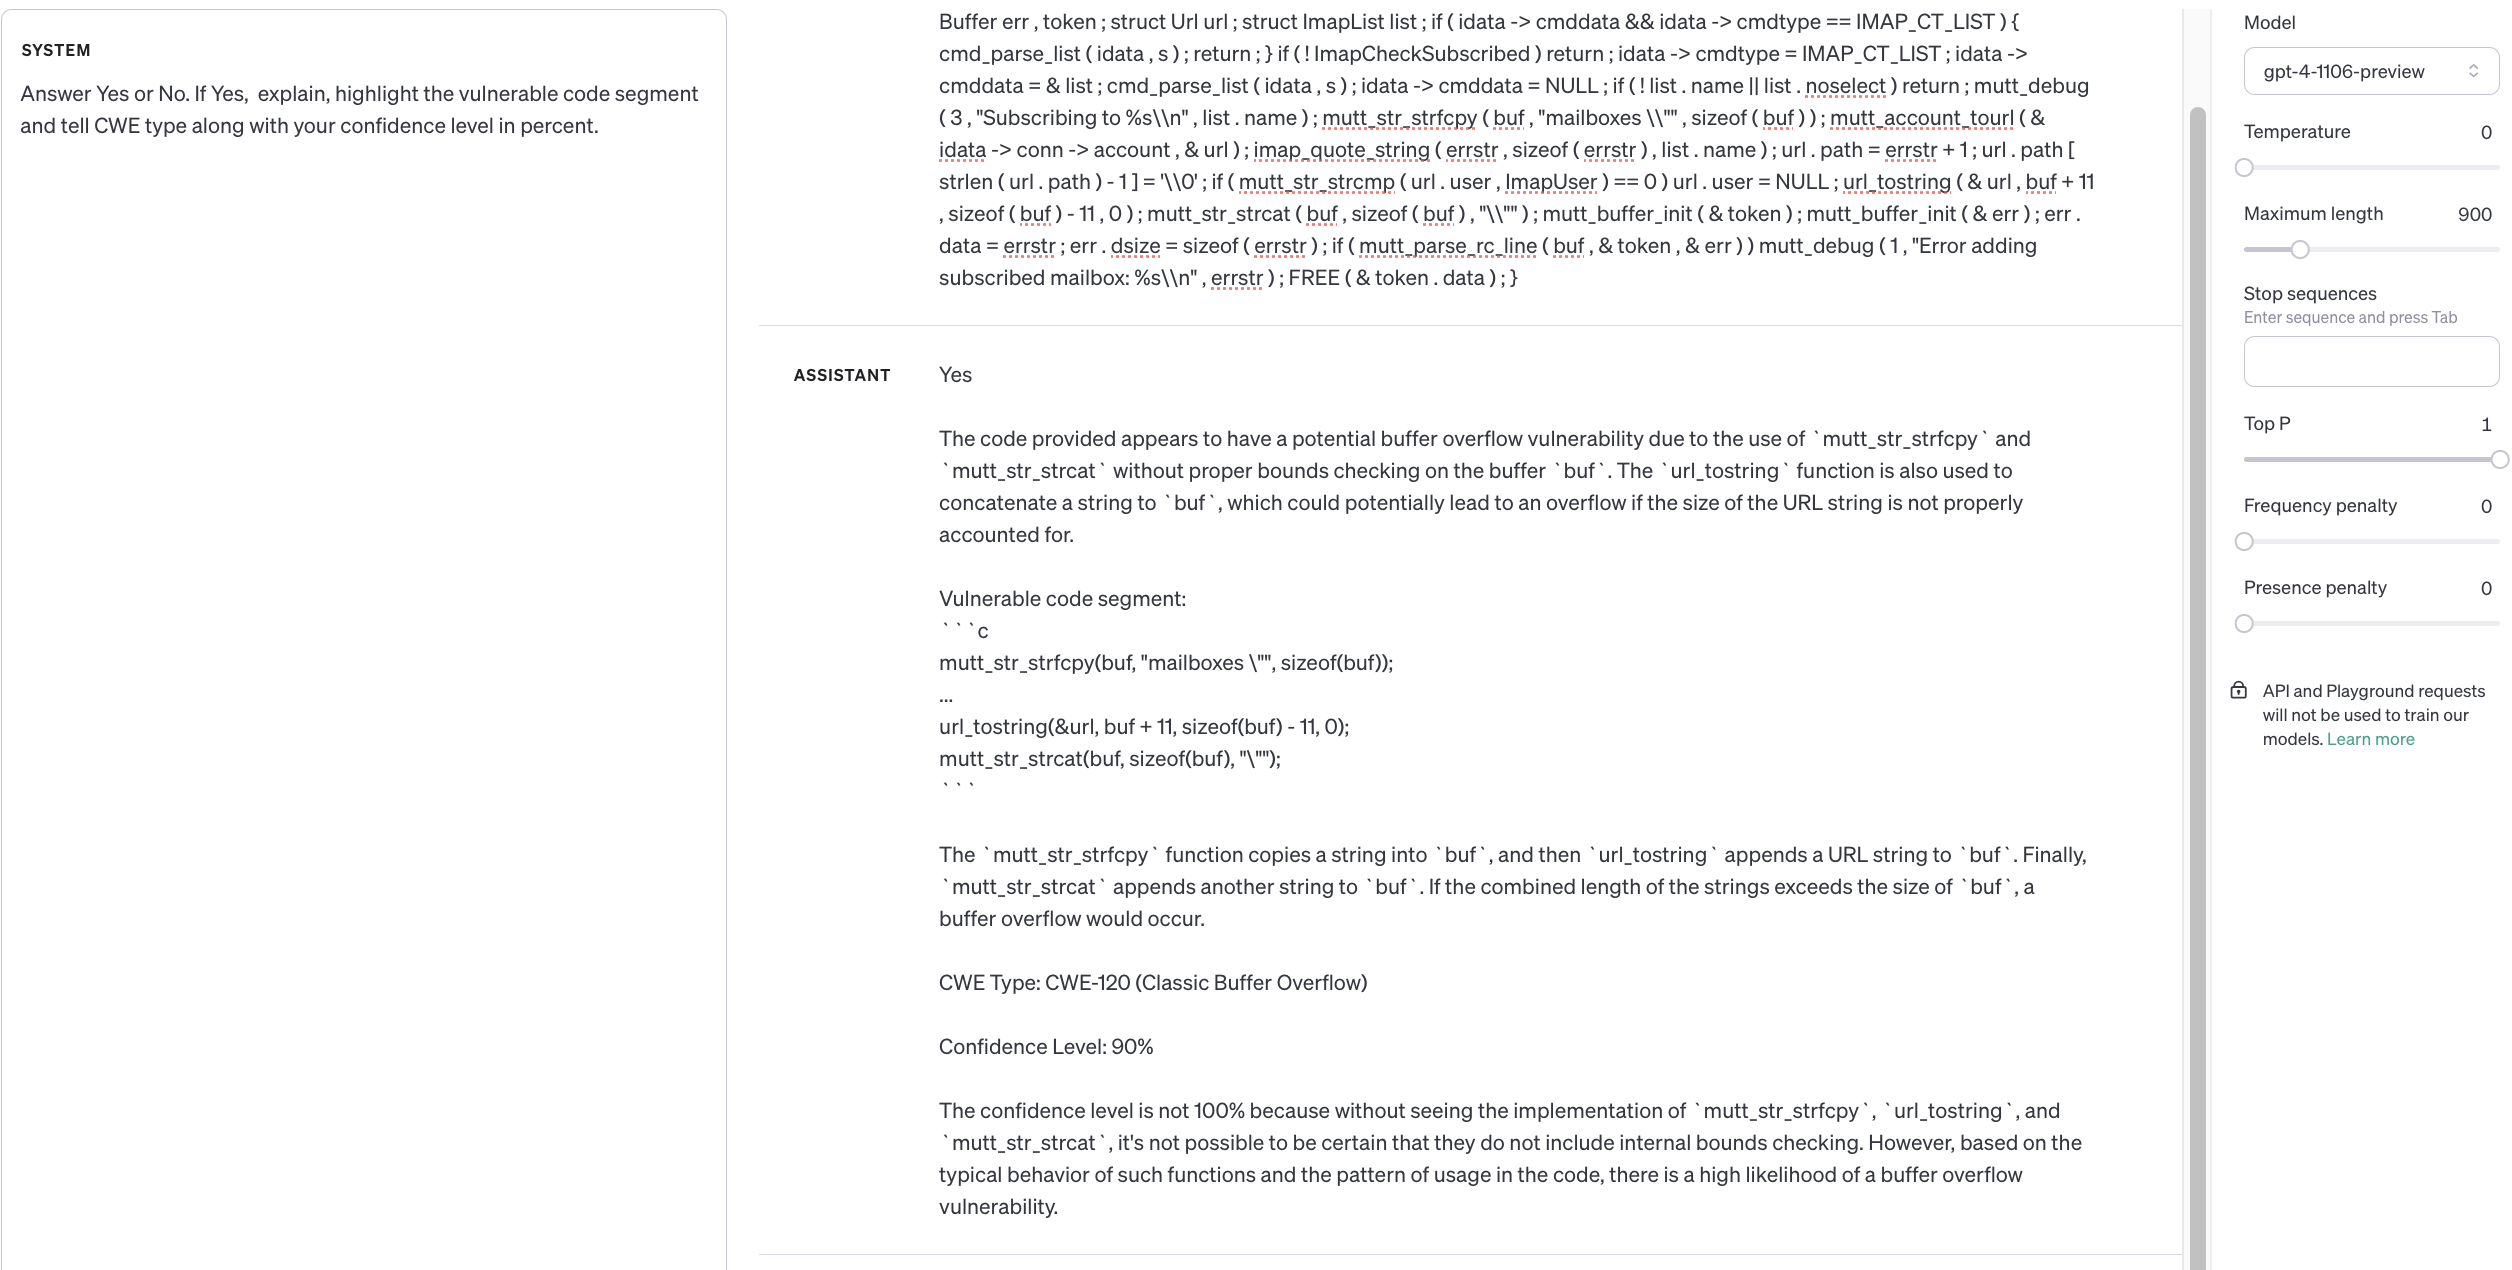 SYSTEM
Answer Yes or No. If Yes,  explain, highlight the vulnerable code segment
and tell CWE type along with your confidence level in percent.
Buffer err , token ; struct Url url ; struct ImapList list ; if ( idata -> cmddata && idata -> cmdtype == IMAP_CT_LIST ) {
cmd_parse_list ( idata , s ) ; return ; } if ( ! ImapCheckSubscribed ) return ; idata -> cmdtype = IMAP_CT_LIST ; idata ->
cmddata = & list ; cmd_parse_list ( idata , s ) ; idata -> cmddata = NULL ; if ( ! list . name || list . noselect ) return ; mutt_debug
( 3 , "Subscribing to %s\\n" , list . name ) ; mutt_str_strfcpy ( buf , "mailboxes \\"" , sizeof ( buf ) ) ; mutt_account_tourl ( &
idata -> conn -> account , & url ) ; imap_quote_string ( errstr , sizeof ( errstr ) , list . name ) ; url . path = errstr + 1 ; url . path [
strlen ( url . path ) - 1 ] = '\\0' ; if ( mutt_str_strcmp ( url . user , ImapUser ) == 0 ) url . user = NULL ; url_tostring ( & url , buf + 11
, sizeof ( buf ) - 11 , 0 ) ; mutt_str_strcat ( buf , sizeof ( buf ) , "\\"" ) ; mutt_buffer_init ( & token ) ; mutt_buffer_init ( & err ) ; err .
data = errstr ; err . dsize = sizeof ( errstr ) ; if ( mutt_parse_rc_line ( buf , & token , & err ) ) mutt_debug ( 1 , "Error adding
subscribed mailbox: %s\\n" , errstr ) ; FREE ( & token . data ) ; }
ASSISTANT
Yes
The code provided appears to have a potential buffer overflow vulnerability due to the use of `mutt_str_strfcpy` and
`mutt_str_strcat` without proper bounds checking on the buffer `buf`. The `url_tostring` function is also used to
concatenate a string to `buf`, which could potentially lead to an overflow if the size of the URL string is not properly
accounted for.
Vulnerable code segment:
```c
mutt_str_strfcpy(buf, "mailboxes \"", sizeof(buf));
...
url_tostring(&url, buf + 11, sizeof(buf) - 11, 0);
mutt_str_strcat(buf, sizeof(buf), "\"");
```
The `mutt_str_strfcpy` function copies a string into `buf`, and then `url_tostring` appends a URL string to `buf`. Finally,
`mutt_str_strcat` appends another string to `buf`. If the combined length of the strings exceeds the size of `buf`, a
buffer overflow would occur.
CWE Type: CWE-120 (Classic Buffer Overflow)
Confidence Level: 90%
The confidence level is not 100% because without seeing the implementation of `mutt_str_strfcpy`, `url_tostring`, and
`mutt_str_strcat`, it's not possible to be certain that they do not include internal bounds checking. However, based on the
typical behavior of such functions and the pattern of usage in the code, there is a high likelihood of a buffer overflow
vulnerability.
Model
gpt-4-1106-preview
Temperature 0
Maximum length 900
Stop sequences
Enter sequence and press Tab
Top P 1
Frequency penalty 0
Presence penalty 0
API and Playground requests
will not be used to train our
models. Learn more